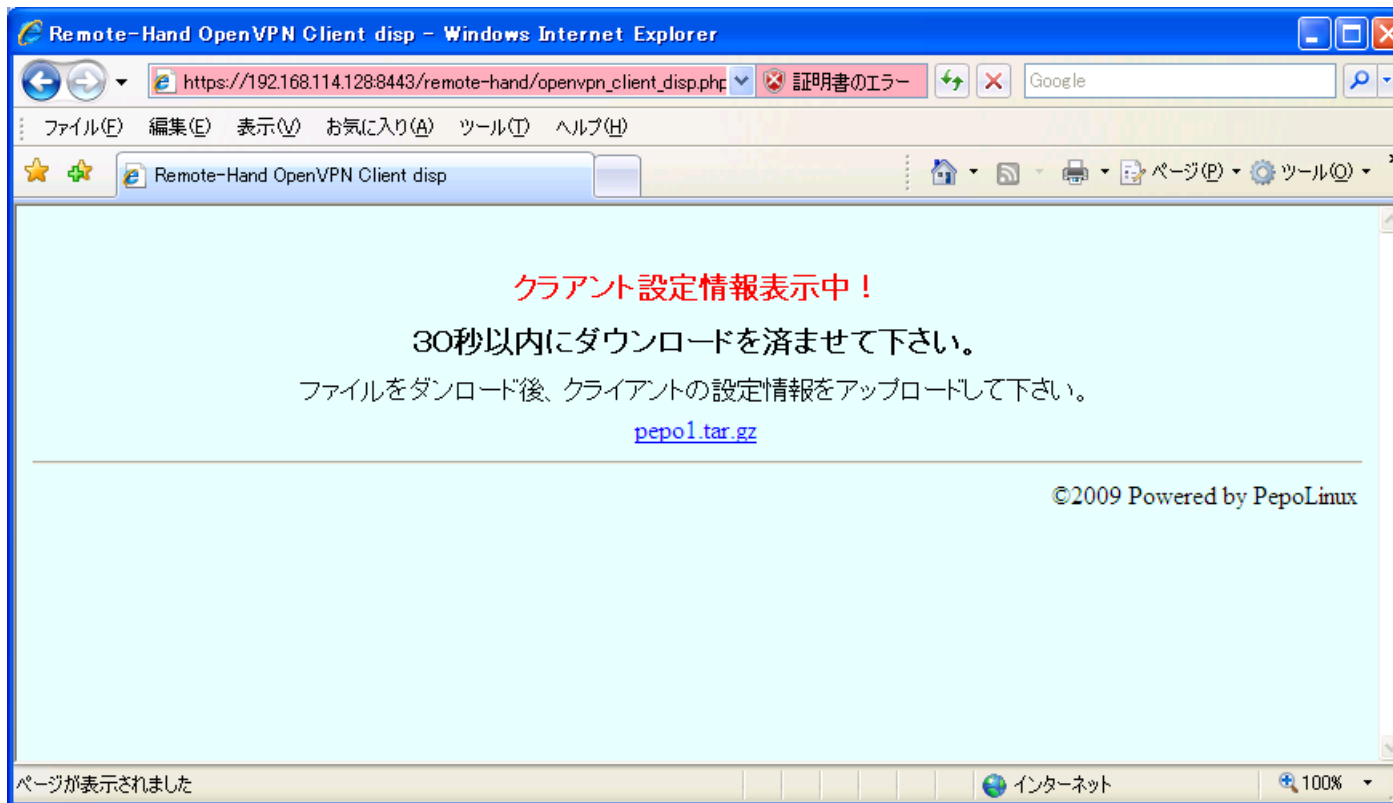 Remote-Hand OpenVPN Client disp - Windows Internet Explorer
https://192.168.114.128:8443/remote-hand/openvpn_client_disp.php 証明書のエラー Google
ファイル(F) 編集(E) 表示(V) お気に入り(A) ツール(T) ヘルプ(H)
Remote-Hand OpenVPN Client disp ページ(P) ツール(O)
クラアント設定情報表示中！
30秒以内にダウンロードを済ませて下さい。
ファイルをダンロード後、クライアントの設定情報をアップロードして下さい。
pepo1.tar.gz
©2009 Powered by PepoLinux
ページが表示されました インターネット 100%